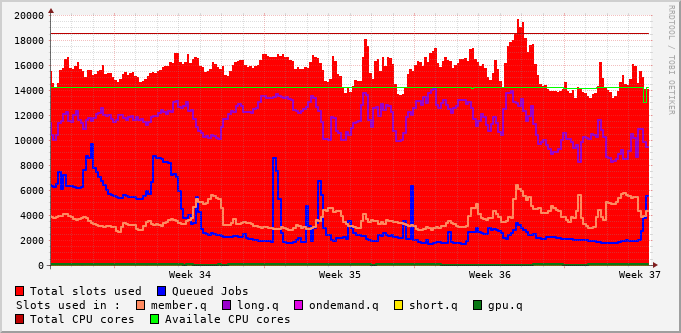 20000
18000
16000
14000
12000
10000
8000
6000
4000
2000
0
Week 34 Week 35 Week 36 Week 37
Total slots used Queued Jobs
Slots used in : member.q long.q ondemand.q short.q gpu.q
Total CPU cores Availale CPU cores
RRDTOOL / TOBI OETIKER